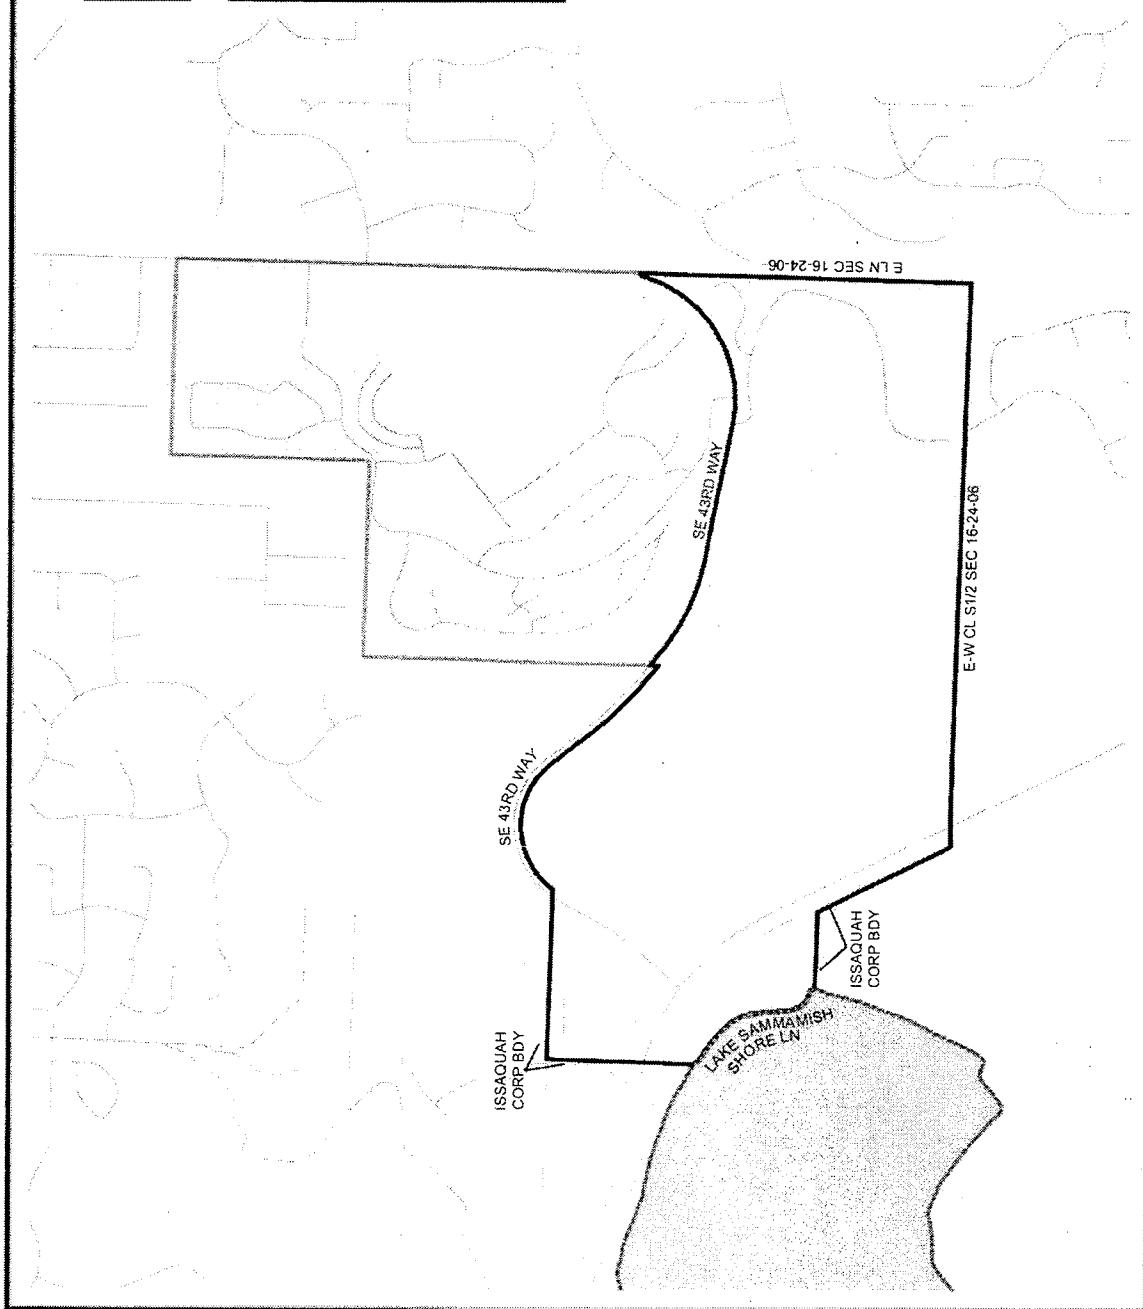 E LN SEC 16-24-06
SE 43RD WAY
E-W CL S1/2 SEC 16-24-06
SE 43RD WAY
ISSAQUAH
CORP BDY
LAKE SAMMAMISH
SHORE LN
ISSAQUAH
CORP BDY